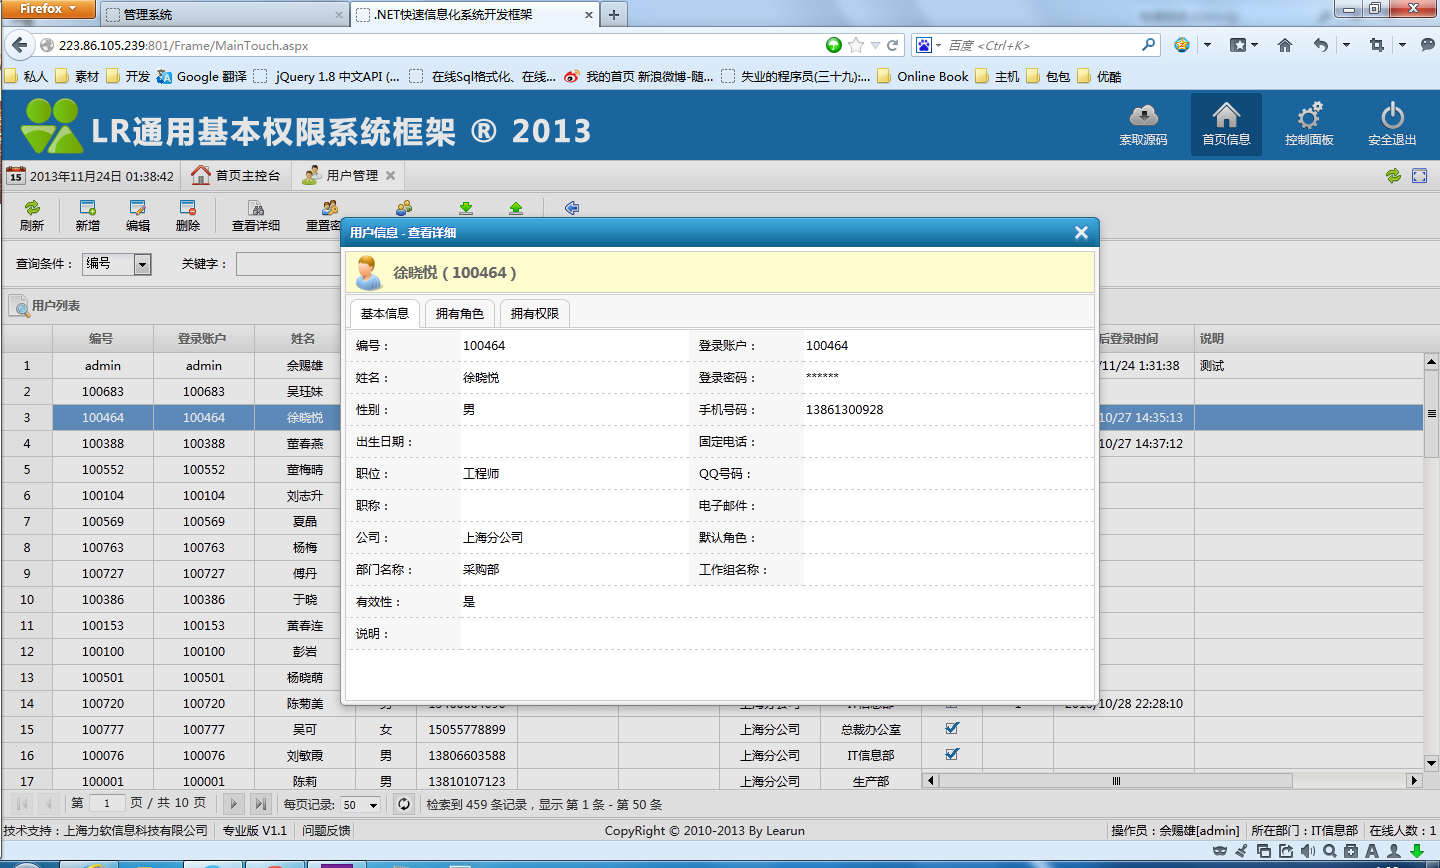 Firefox
管理系统
.NET快速信息化系统开发框架
223.86.105.239:801/Frame/MainTouch.aspx
百度 <Ctrl+K>
私人 素材 开发 Google 翻译 jQuery 1.8 中文API (... 在线Sql格式化、在线... 我的首页 新浪微博-随... 失业的程序员(三十九):... Online Book 主机 包包 优酷
LR通用基本权限系统框架 ® 2013
索取源码 首页信息 控制面板 安全退出
15 2013年11月24日 01:38:42 首页主控台 用户管理
刷新 新增 编辑 删除 查看详细 重置密
查询条件： 编号 关键字：
用户列表
编号 登录账户 姓名 后登录时间 说明
1 admin admin 佘赐雄 /11/24 1:31:38 测试
2 100683 100683 吴珏妹
3 100464 100464 徐晓悦 10/27 14:35:13
4 100388 100388 董春燕 10/27 14:37:12
5 100552 100552 董梅晴
6 100104 100104 刘志升
7 100569 100569 夏晶
8 100763 100763 杨梅
9 100727 100727 傅丹
10 100386 100386 于晓
11 100153 100153 黄春连
12 100100 100100 彭岩
13 100501 100501 杨晓萌
14 100720 100720 陈菊美 10/28 22:28:10
15 100777 100777 吴可 女 15055778899 上海分公司 总裁办公室
16 100076 100076 刘敏霞 男 13806603588 上海分公司 IT信息部
17 100001 100001 陈莉 男 13810107123 上海分公司 生产部
用户信息 - 查看详细
徐晓悦（100464）
基本信息 拥有角色 拥有权限
编号： 100464 登录账户： 100464
姓名： 徐晓悦 登录密码： ******
性别： 男 手机号码： 13861300928
出生日期： 固定电话：
职位： 工程师 QQ号码：
职称： 电子邮件：
公司： 上海分公司 默认角色：
部门名称： 采购部 工作组名称：
有效性： 是
说明：
第 1 页 / 共 10 页 每页记录: 50 检索到 459 条记录，显示 第 1 条 - 第 50 条
技术支持：上海力软信息科技有限公司 专业版 V1.1 问题反馈 CopyRight © 2010-2013 By Learun 操作员：佘赐雄[admin] 所在部门：IT信息部 在线人数：1